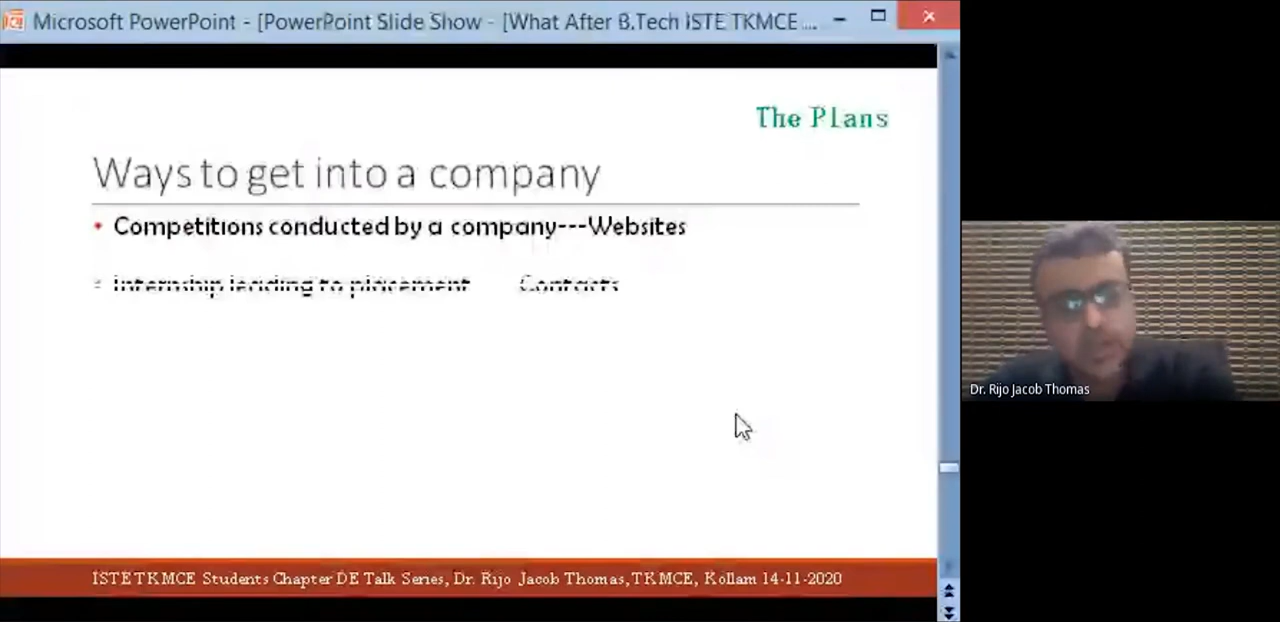 Microsoft PowerPoint - [PowerPoint Slide Show - [What After B.Tech ISTE TKMCE ...
The Plans
Ways to get into a company
• Competitions conducted by a company---Websites
Internship leading to placement Contacts
Dr. Rijo Jacob Thomas
ISTETKMCE Students Chapter DE Talk Series, Dr. Rijo Jacob Thomas,TKMCE, Kollam 14-11-2020